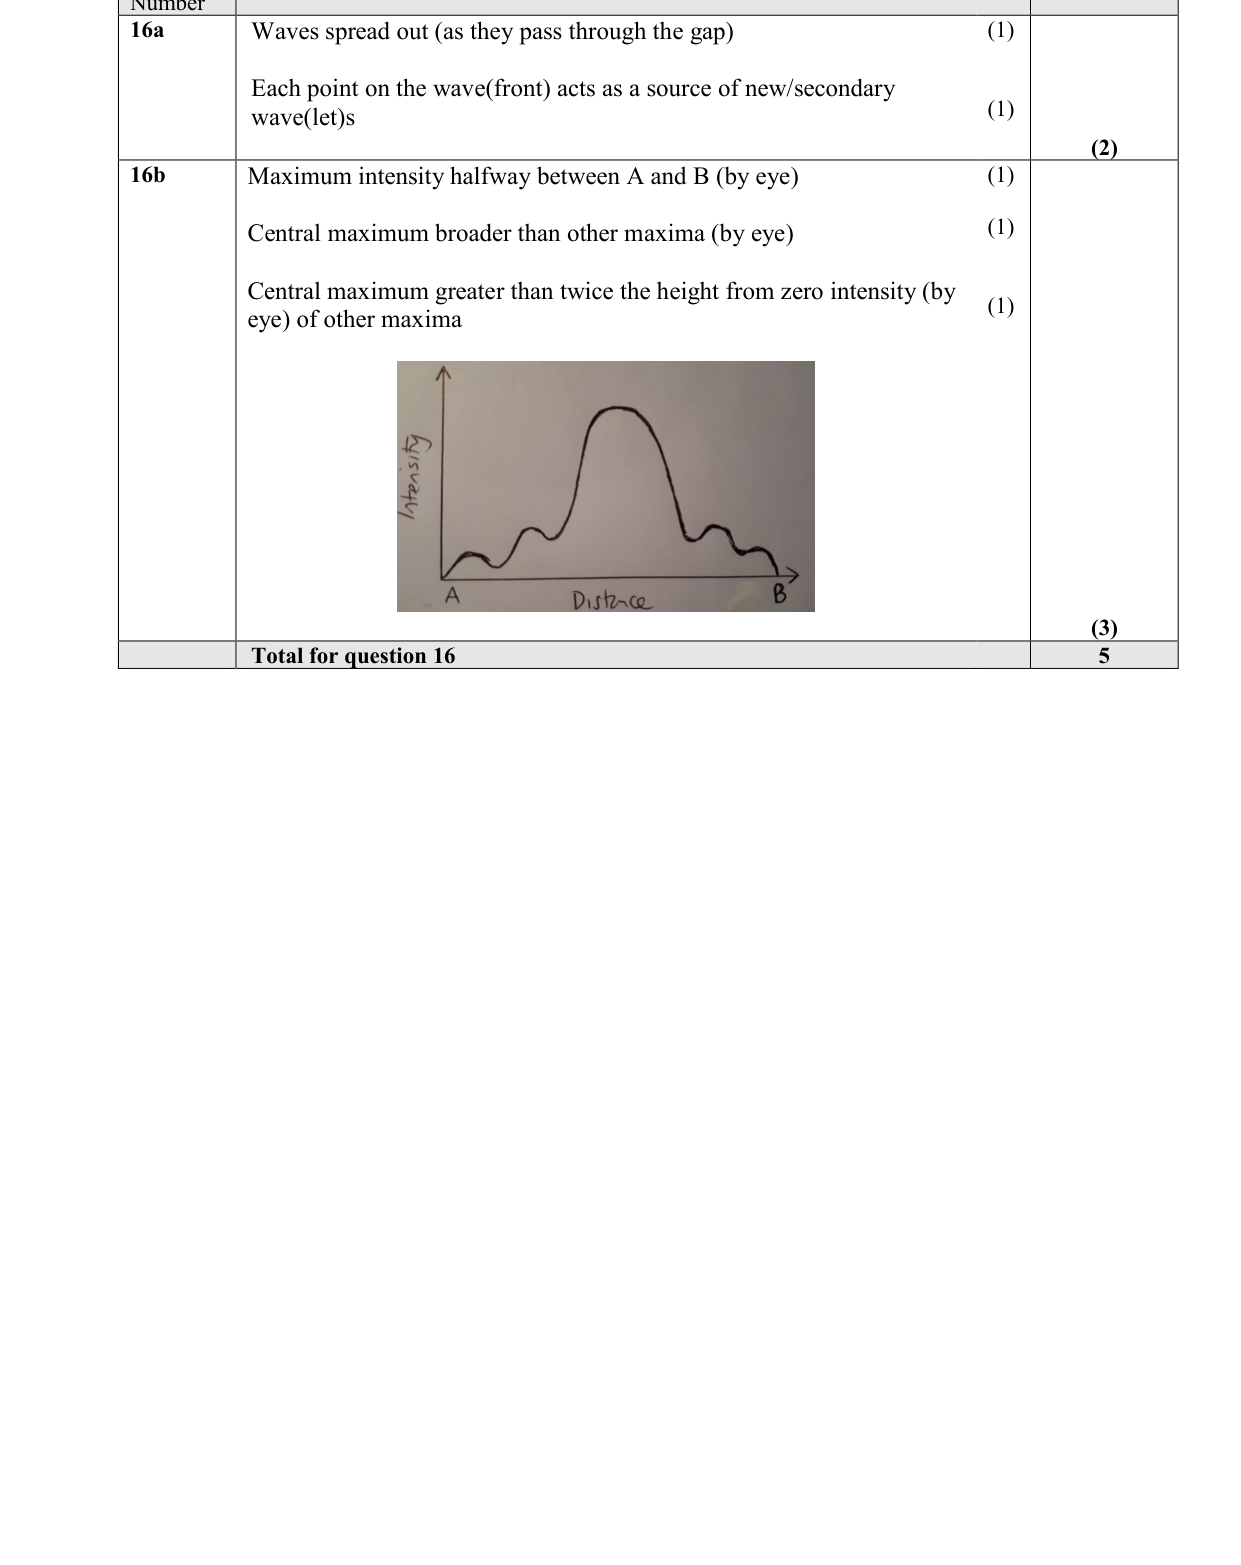 Number
16a Waves spread out (as they pass through the gap) (1)
Each point on the wave(front) acts as a source of new/secondary
wave(let)s (1)
(2)
16b Maximum intensity halfway between A and B (by eye) (1)
Central maximum broader than other maxima (by eye) (1)
Central maximum greater than twice the height from zero intensity (by
eye) of other maxima (1)
Intensity
A Distance B
(3)
Total for question 16 5